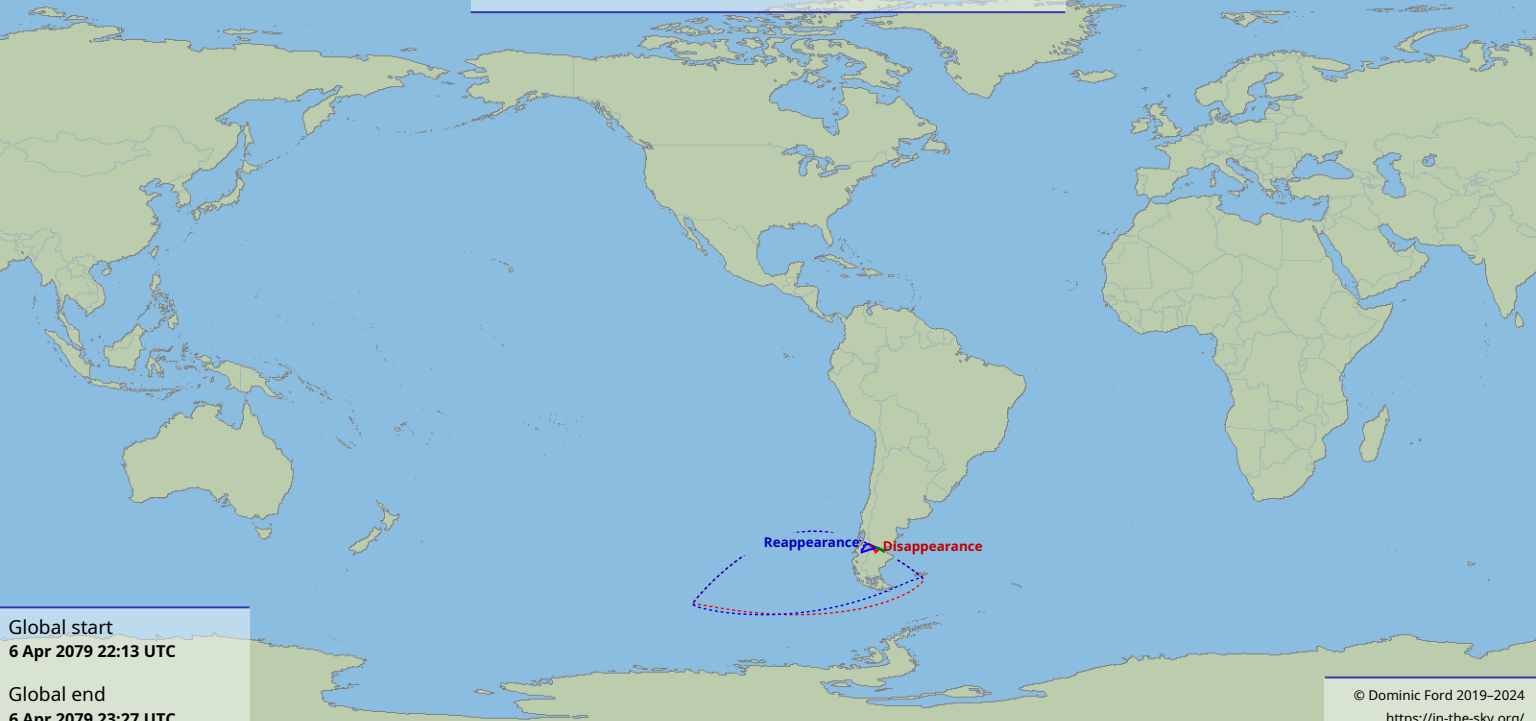 Reappearance
Disappearance
Global start
6 Apr 2079 22:13 UTC
Global end
6 Apr 2079 23:27 UTC
© Dominic Ford 2019–2024
https://in-the-sky.org/